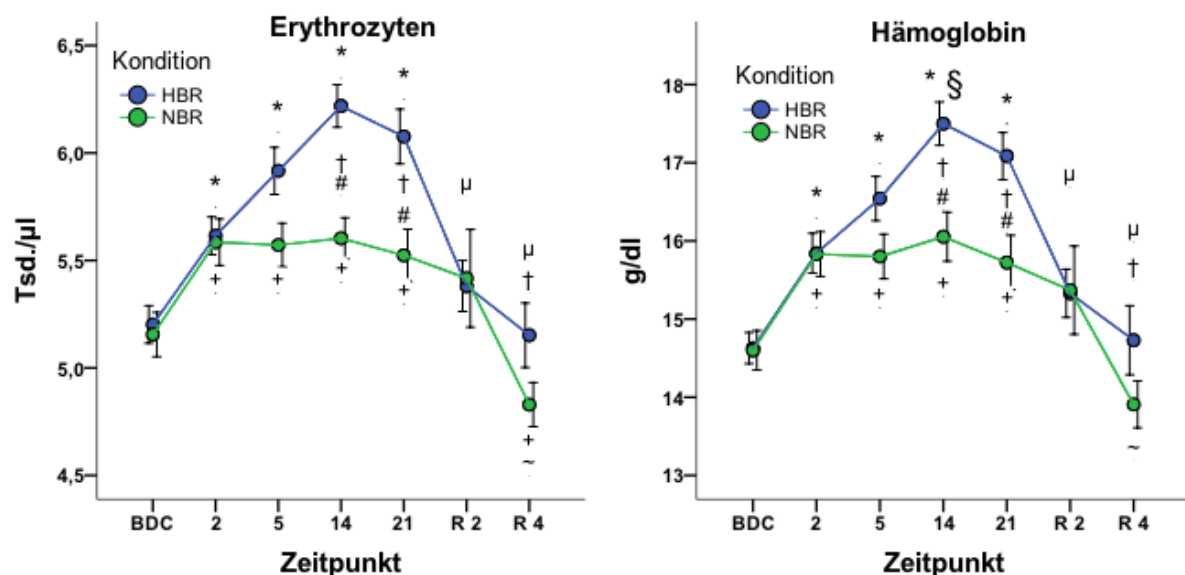 Erythrozyten
Kondition
HBR
NBR
Tsd./µl
6,5
6,0
5,5
5,0
4,5
*
*
*
*
†
#
†
#
µ
µ
†
+
+
+
+
+
~
BDC 2 5 14 21 R 2 R 4
Zeitpunkt
Hämoglobin
Kondition
HBR
NBR
g/dl
18
17
16
15
14
13
*
*
* §
*
†
#
†
#
µ
µ
†
+
+
+
+
~
BDC 2 5 14 21 R 2 R 4
Zeitpunkt